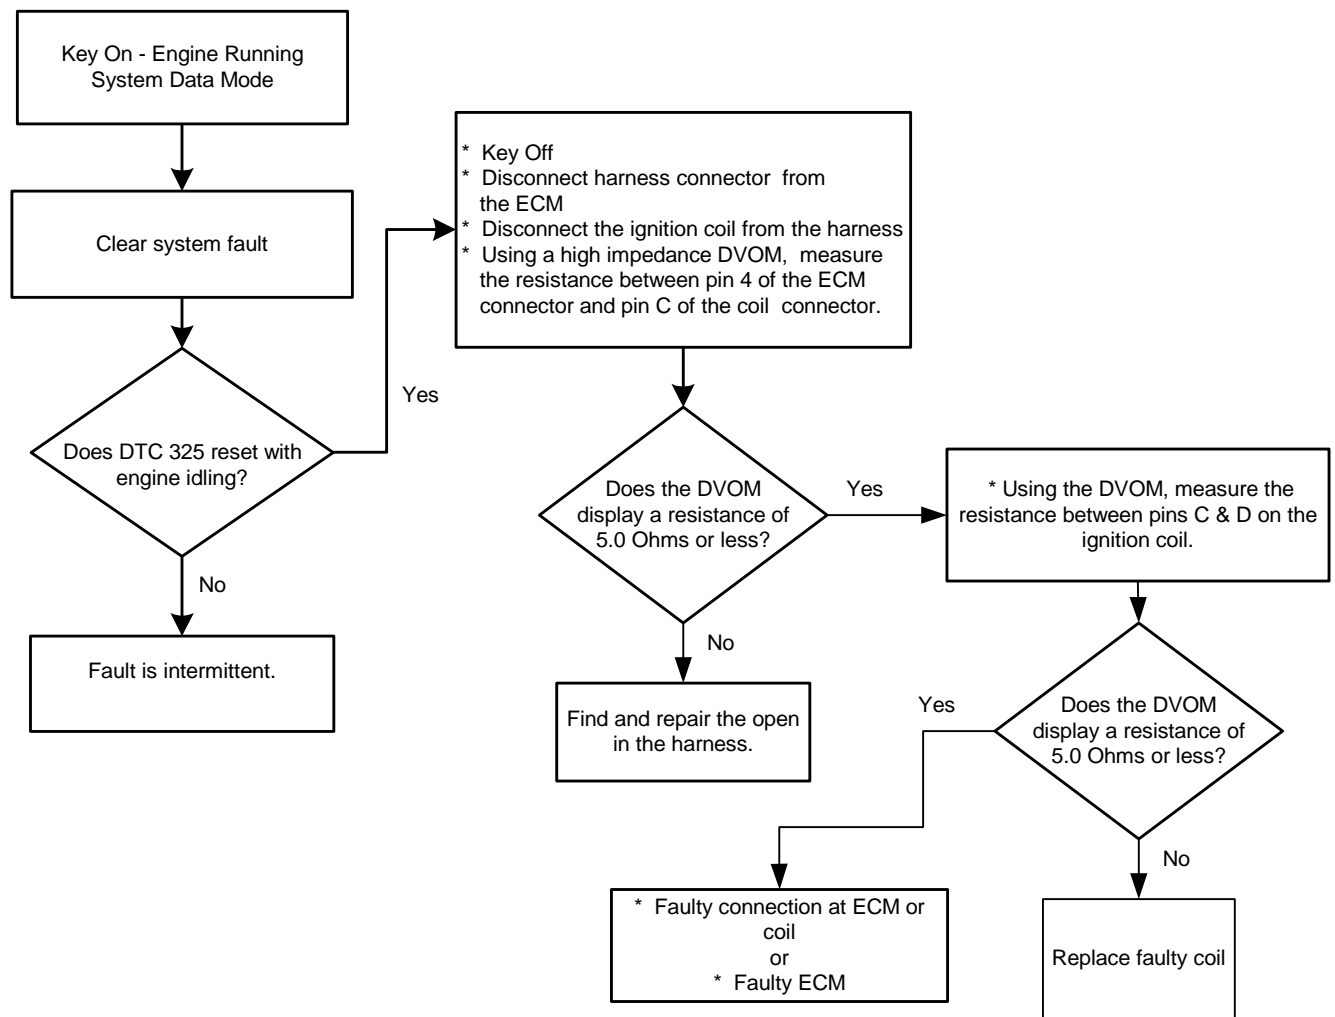 Key On - Engine Running
System Data Mode
Clear system fault
Does DTC 325 reset with
engine idling?
Yes
No
Fault is intermittent.
* Key Off
* Disconnect harness connector from
the ECM
* Disconnect the ignition coil from the harness
* Using a high impedance DVOM, measure
the resistance between pin 4 of the ECM
connector and pin C of the coil connector.
Does the DVOM
display a resistance of
5.0 Ohms or less?
Yes
No
Find and repair the open
in the harness.
* Using the DVOM, measure the
resistance between pins C & D on the
ignition coil.
Does the DVOM
display a resistance of
5.0 Ohms or less?
Yes
No
* Faulty connection at ECM or
coil
or
* Faulty ECM
Replace faulty coil